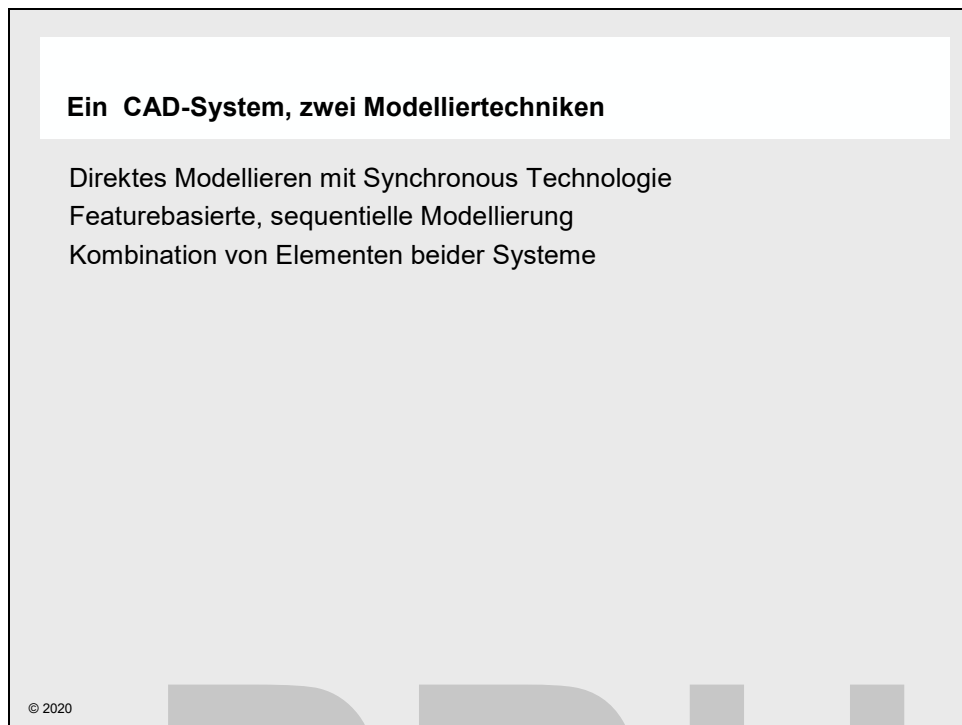 Ein  CAD-System, zwei Modelliertechniken
Direktes Modellieren mit Synchronous Technologie
Featurebasierte, sequentielle Modellierung
Kombination von Elementen beider Systeme
© 2020